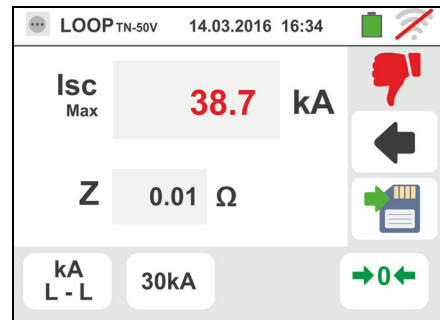 LOOP TN-50V 14.03.2016 16:34
Isc Max 38.7 kA
Z 0.01 Ω
kA L - L 30kA →0←